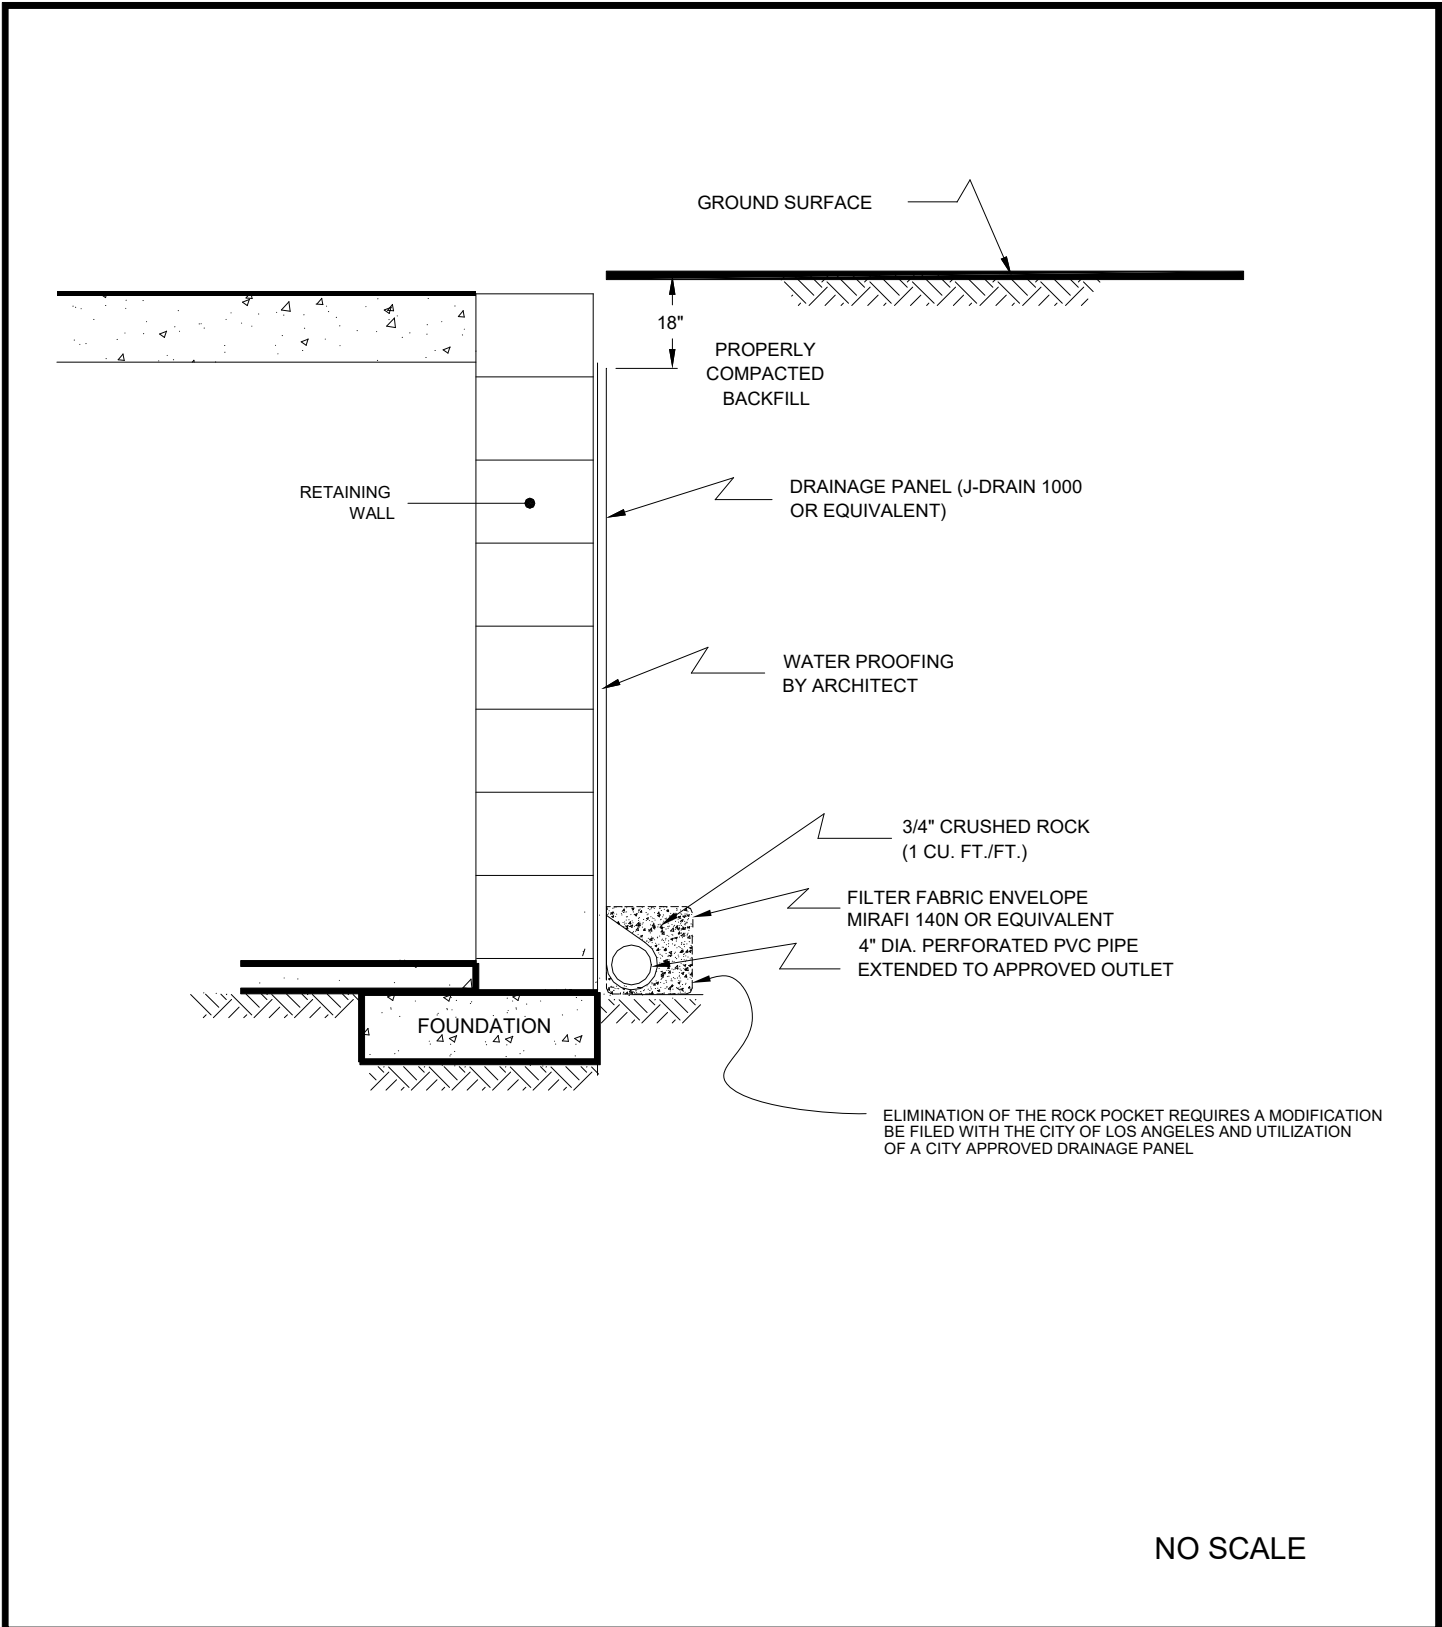 GROUND SURFACE
18"
PROPERLY
COMPACTED
BACKFILL
RETAINING
WALL
DRAINAGE PANEL (J-DRAIN 1000
OR EQUIVALENT)
WATER PROOFING
BY ARCHITECT
3/4" CRUSHED ROCK
(1 CU. FT./FT.)
FILTER FABRIC ENVELOPE
MIRAFI 140N OR EQUIVALENT
4" DIA. PERFORATED PVC PIPE
EXTENDED TO APPROVED OUTLET
FOUNDATION
ELIMINATION OF THE ROCK POCKET REQUIRES A MODIFICATION
BE FILED WITH THE CITY OF LOS ANGELES AND UTILIZATION
OF A CITY APPROVED DRAINAGE PANEL
NO SCALE